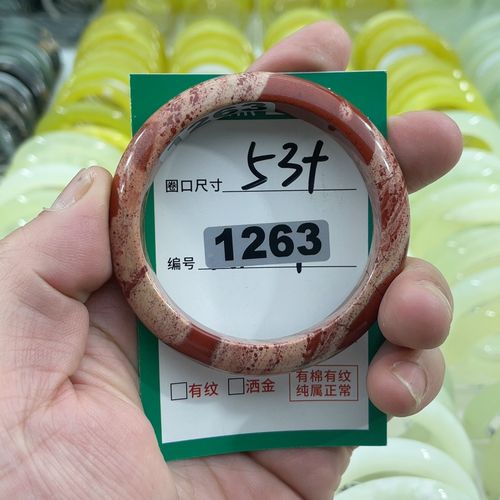 圈口尺寸 53+
编号 1263
□有纹 □洒金
有棉有纹
纯属正常